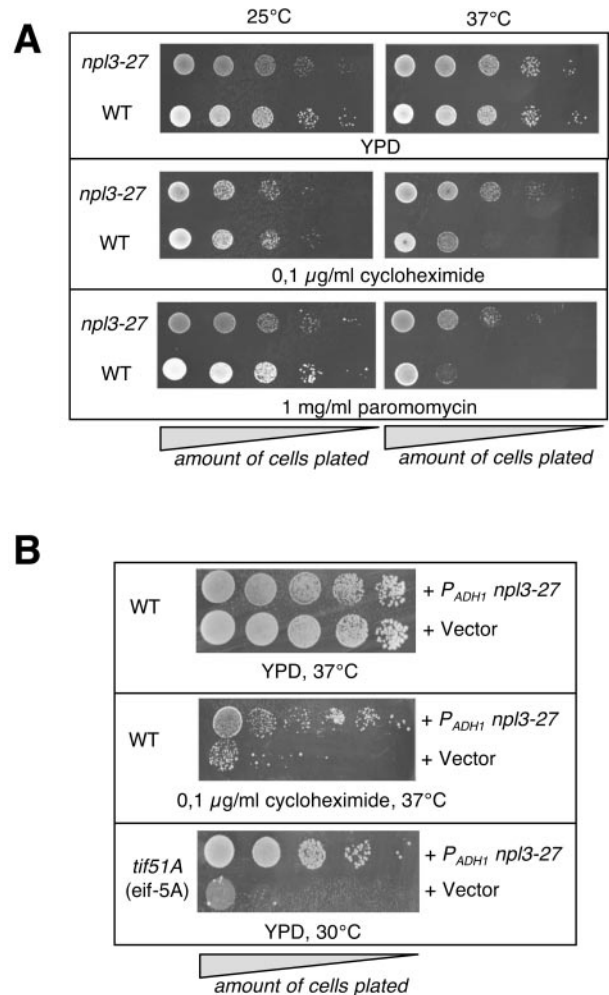 A
25°C 37°C
npl3-27
WT
YPD
npl3-27
WT
0,1 µg/ml cycloheximide
npl3-27
WT
1 mg/ml paromomycin
amount of cells plated amount of cells plated
B
WT
+ PADH1 npl3-27
+ Vector
YPD, 37°C
WT
+ PADH1 npl3-27
+ Vector
0,1 µg/ml cycloheximide, 37°C
tif51A
(eif-5A)
+ PADH1 npl3-27
+ Vector
YPD, 30°C
amount of cells plated